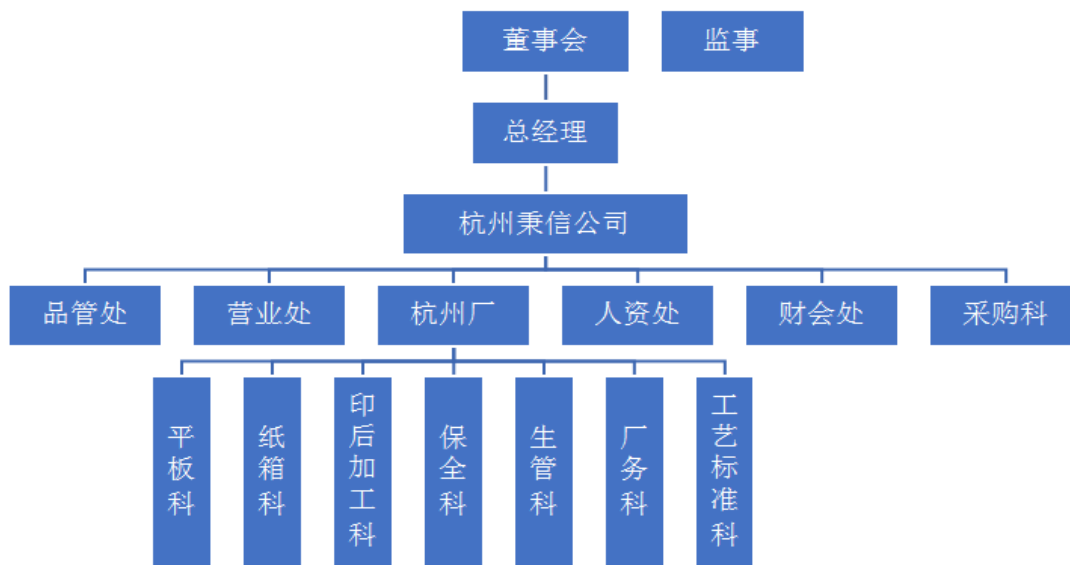 董事会
监事
总经理
杭州秉信公司
品管处
营业处
杭州厂
人资处
财会处
采购科
平板科
纸箱科
印后加工科
保全科
生管科
厂务科
工艺标准科